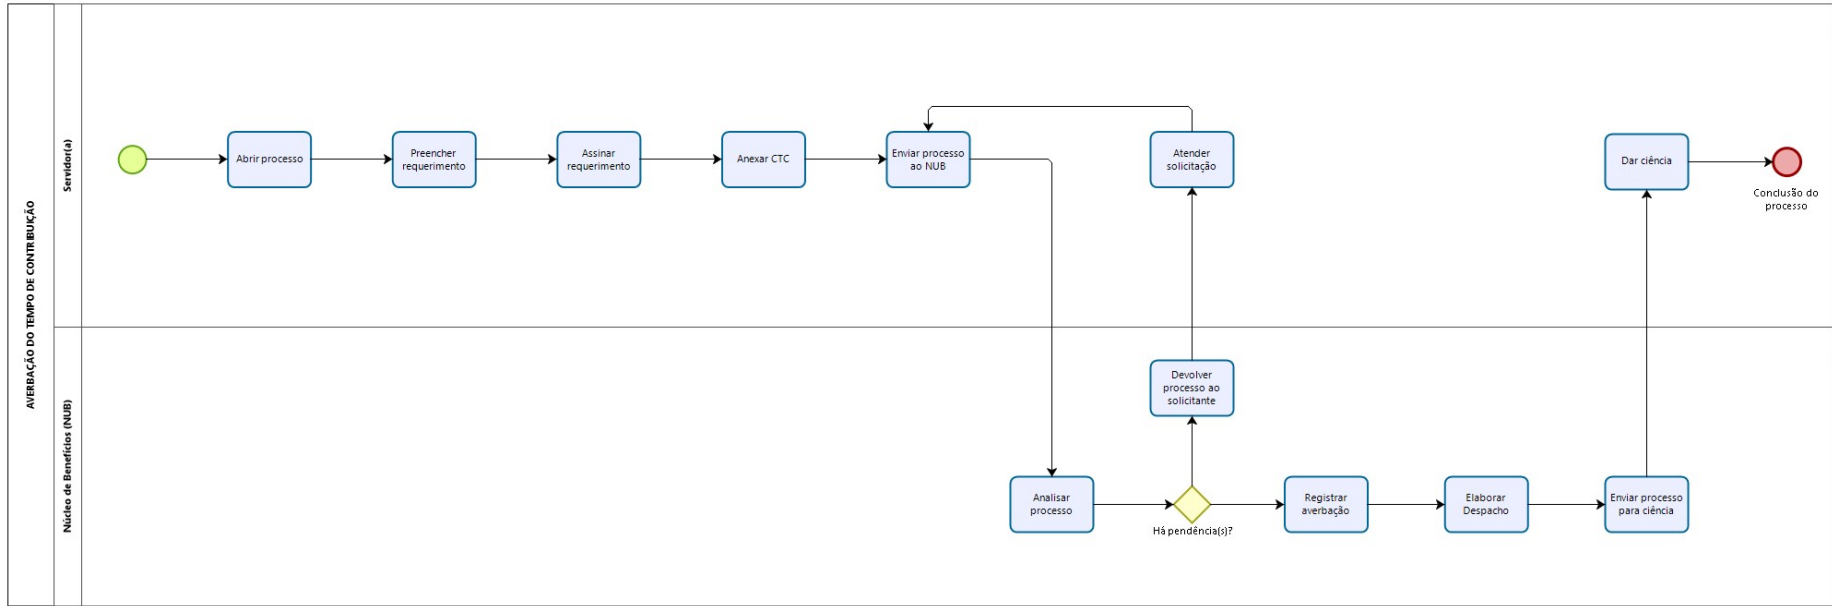 AVERBAÇÃO DO TEMPO DE CONTRIBUIÇÃO
Servidor(a)
Abrir processo
Preencher
requerimento
Assinar
requerimento
Anexar CTC
Enviar processo
ao NUB
Atender
solicitação
Dar ciência
Conclusão do
processo
Núcleo de Benefícios (NUB)
Devolver
processo ao
solicitante
Analisar
processo
Há pendência(s)?
Registrar
averbação
Elaborar
Despacho
Enviar processo
para ciência